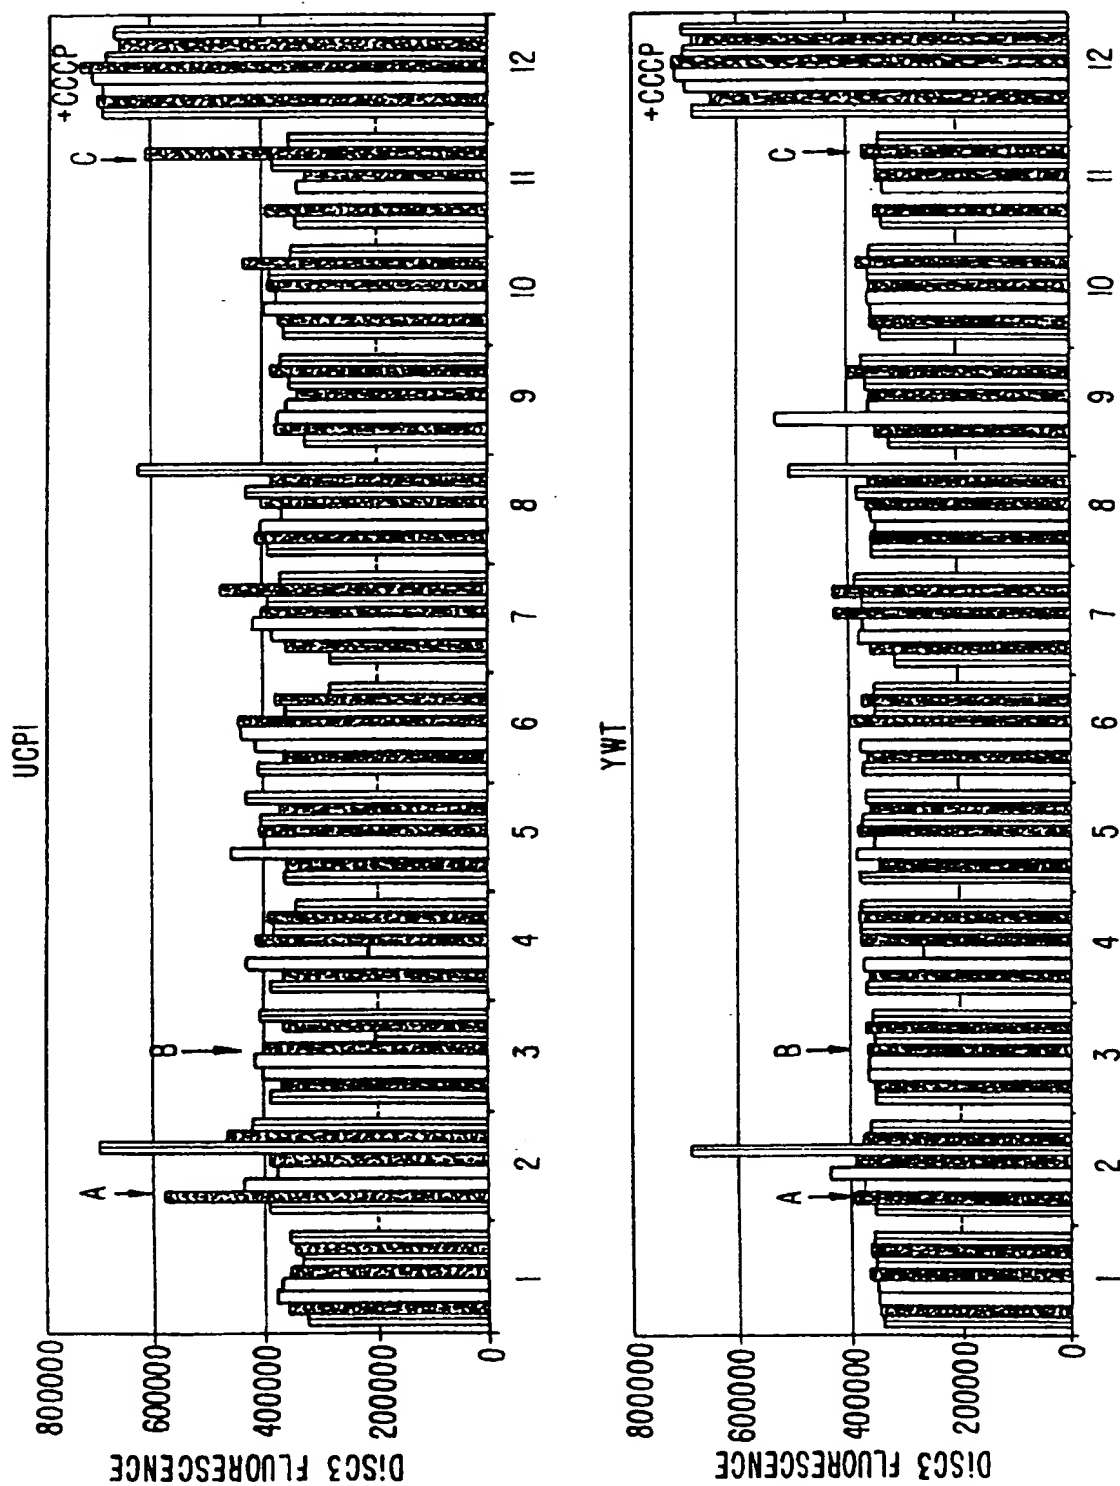 UCP1
DiSC3 FLUORESCENCE
800000
600000
400000
200000
0
A
B
C
+CCCP
1 2 3 4 5 6 7 8 9 10 11 12
YWT
DiSC3 FLUORESCENCE
800000
600000
400000
200000
0
A
B
C
+CCCP
1 2 3 4 5 6 7 8 9 10 11 12